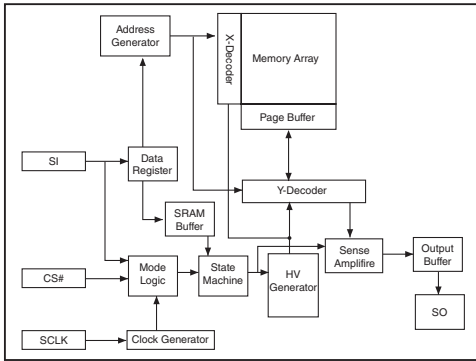 Address
Generator
X-Decoder
Memory Array
Page Buffer
SI
Data
Register
Y-Decoder
SRAM
Buffer
CS#
Mode
Logic
State
Machine
HV
Generator
Sense
Amplifire
Output
Buffer
SO
SCLK
Clock Generator